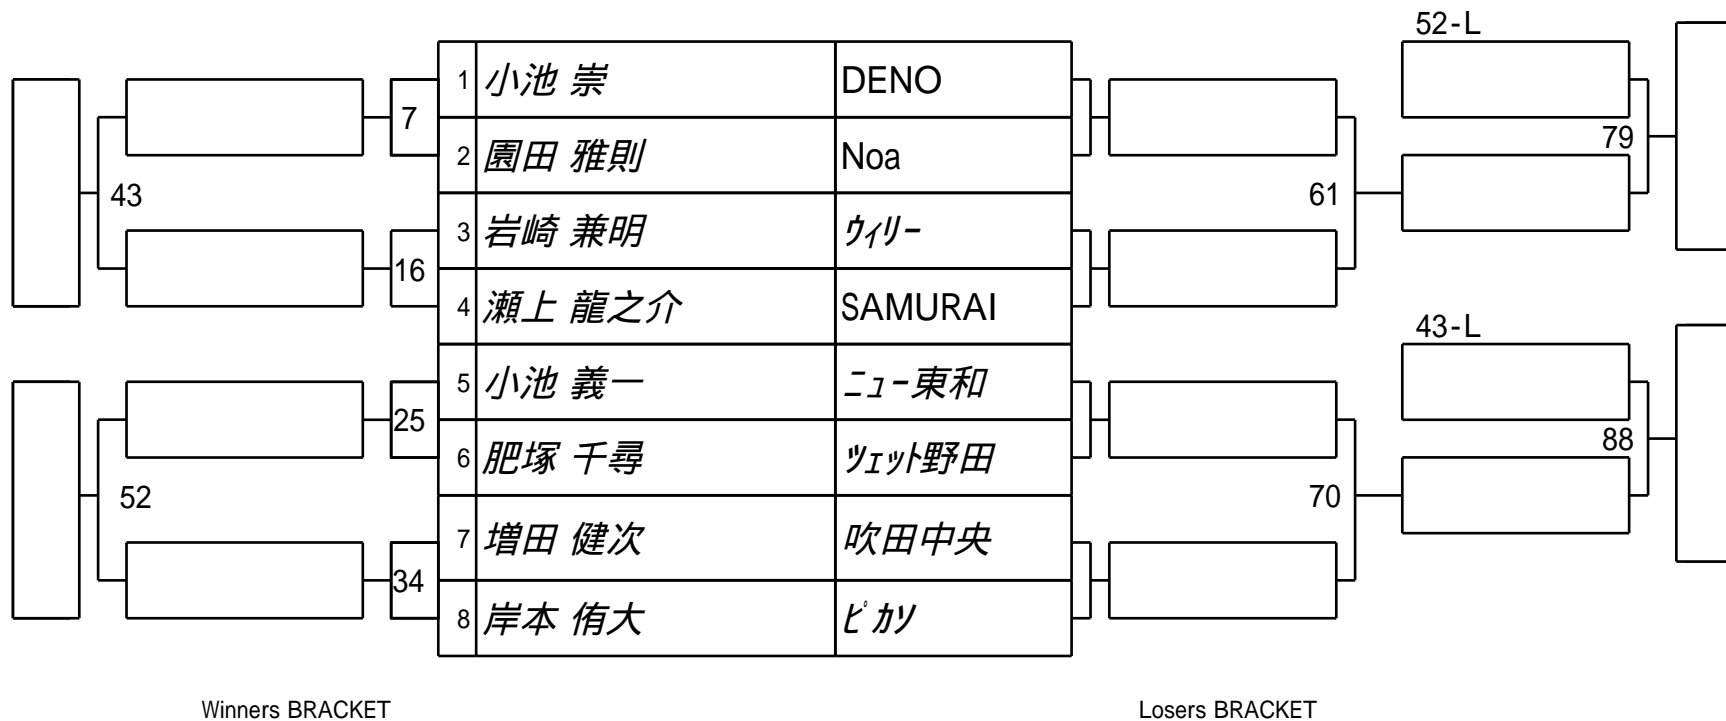 52-L
1 小池 崇 DENO
7
2 園田 雅則 Noa
79
43
61
3 岩崎 兼明 ウィリー
16
4 瀬上 龍之介 SAMURAI
43-L
5 小池 義一 ニュー東和
25
88
6 肥塚 千尋 ツェット野田
52
70
7 増田 健次 吹田中央
34
8 岸本 侑大 ピカソ
Winners BRACKET
Losers BRACKET